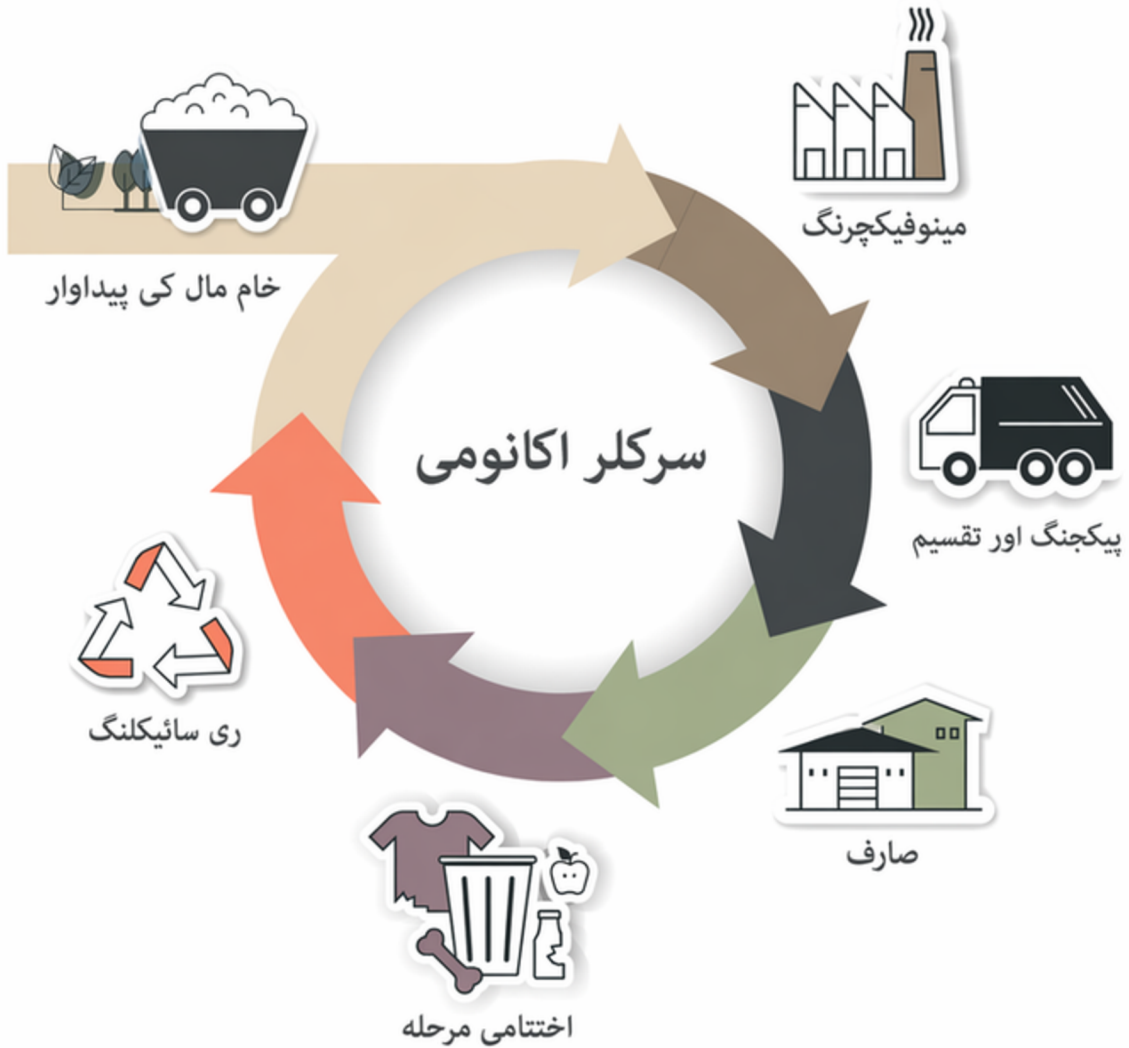 مینوفیکچرنگ
خام مال کی پیداوار
سرکلر اکانومی
پیکجنگ اور تقسیم
ری سائیکلنگ
صارف
اختتامی مرحلہ